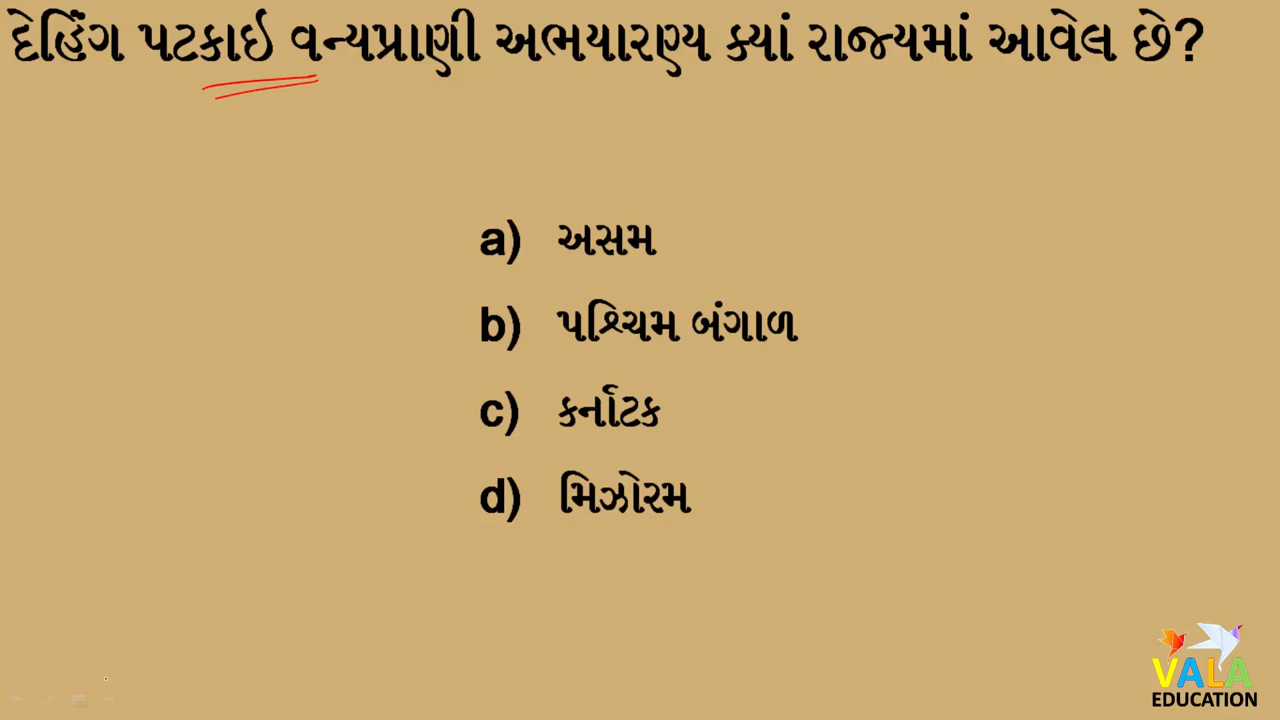 દેહિંગ પટકાઇ વન્યપ્રાણી અભયારણ્ય ક્યાં રાજ્યમાં આવેલ છે?
a) અસમ
b) પશ્ચિમ બંગાળ
c) કર્નાટક
d) મિઝોરમ
VALA
EDUCATION